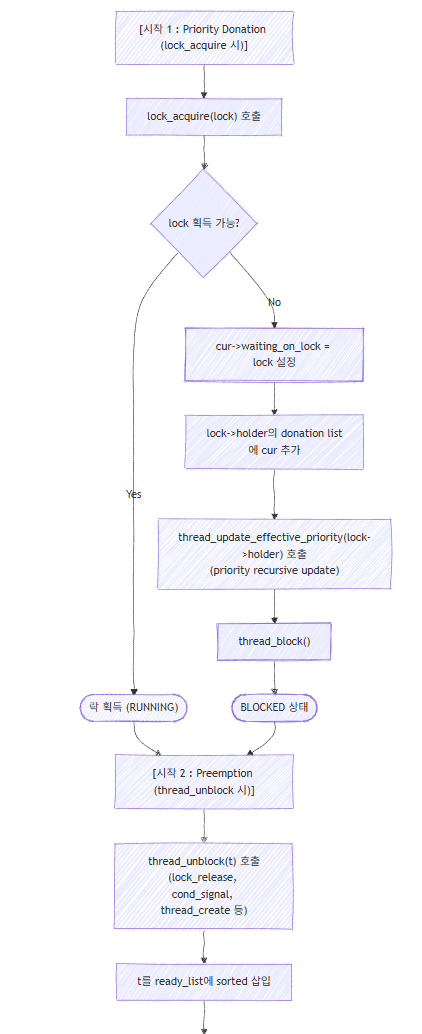 [시작 1 : Priority Donation
(lock_acquire 시)]
lock_acquire(lock) 호출
lock 획득 가능?
No
cur->waiting_on_lock =
lock 설정
lock->holder의 donation list
에 cur 추가
Yes
thread_update_effective_priority(lock-
>holder) 호출
(priority recursive update)
thread_block()
락 획득 (RUNNING)
BLOCKED 상태
[시작 2 : Preemption
(thread_unblock 시)]
thread_unblock(t) 호출
(lock_release,
cond_signal,
thread_create 등)
t를 ready_list에 sorted 삽입